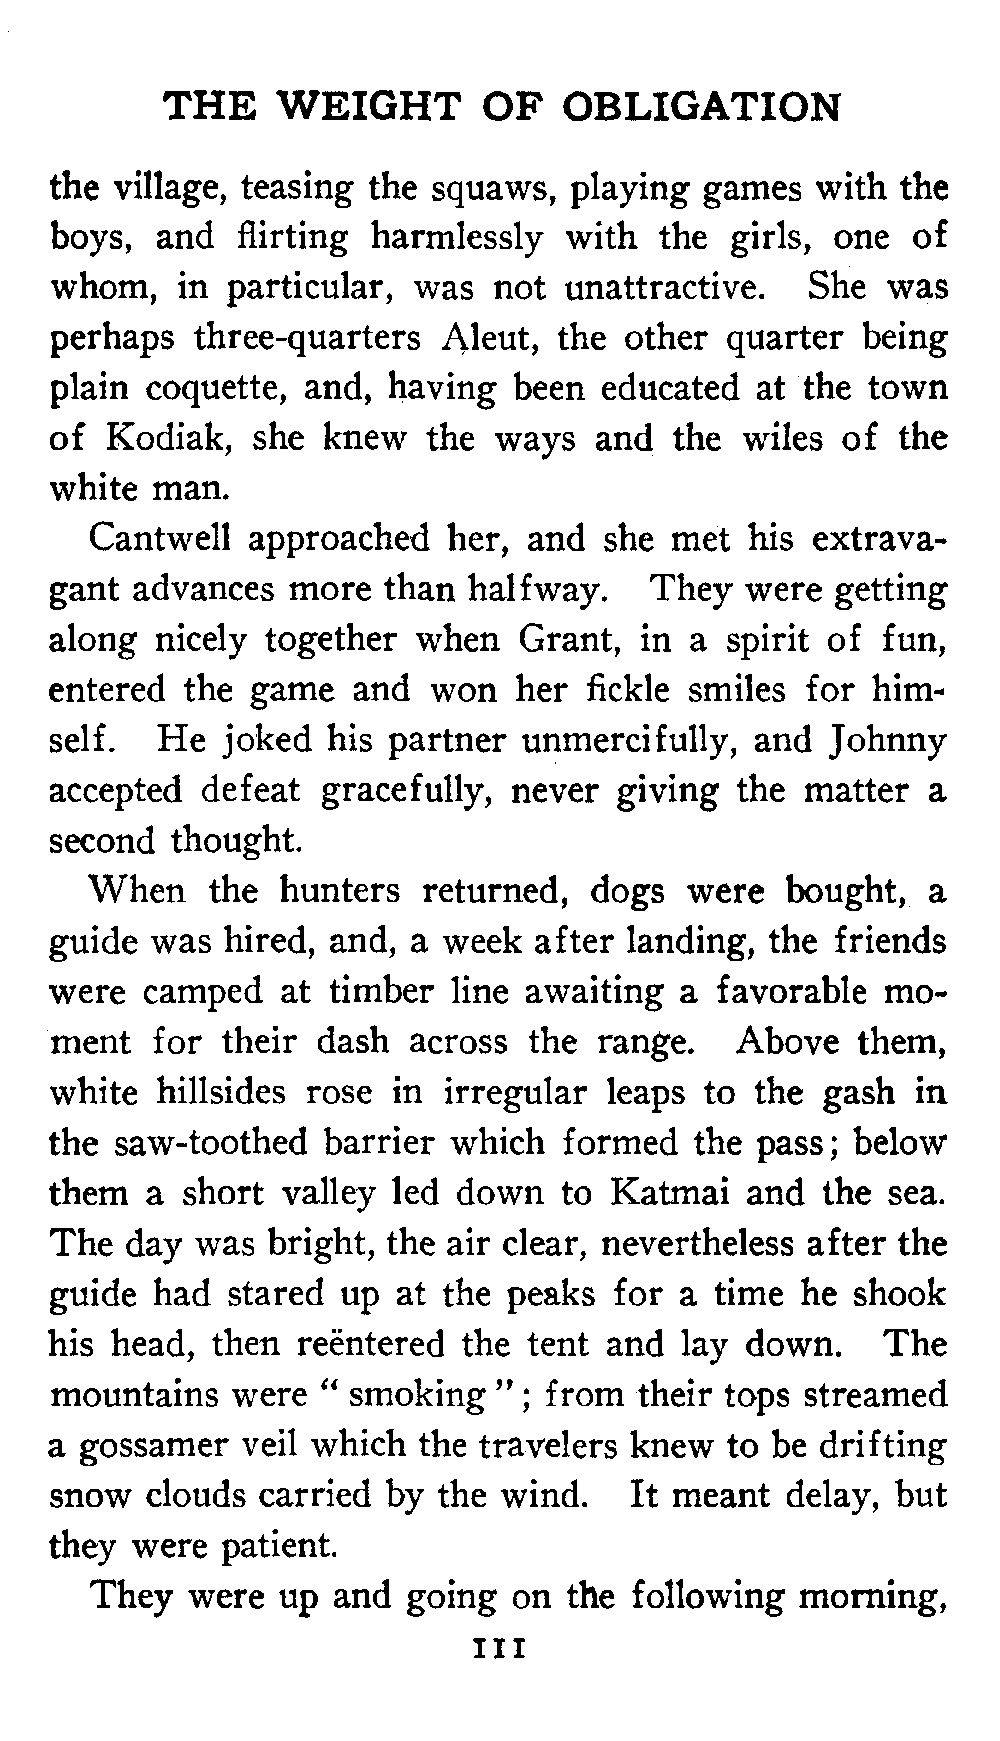 THE WEIGHT OF OBLIGATION
the village, teasing the squaws, playing games with the
boys, and flirting harmlessly with the girls, one of
whom, in particular, was not unattractive. She was
perhaps three-quarters Aleut, the other quarter being
plain coquette, and, having been educated at the town
of Kodiak, she knew the ways and the wiles of the
white man.
Cantwell approached her, and she met his extrava-
gant advances more than halfway. They were getting
along nicely together when Grant, in a spirit of fun,
entered the game and won her fickle smiles for him-
self. He joked his partner unmercifully, and Johnny
accepted defeat gracefully, never giving the matter a
second thought.
When the hunters returned, dogs were bought, a
guide was hired, and, a week after landing, the friends
were camped at timber line awaiting a favorable mo-
ment for their dash across the range. Above them,
white hillsides rose in irregular leaps to the gash in
the saw-toothed barrier which formed the pass; below
them a short valley led down to Katmai and the sea.
The day was bright, the air clear, nevertheless after the
guide had stared up at the peaks for a time he shook
his head, then reëntered the tent and lay down. The
mountains were " smoking "; from their tops streamed
a gossamer veil which the travelers knew to be drifting
snow clouds carried by the wind. It meant delay, but
they were patient.
They were up and going on the following morning,
111